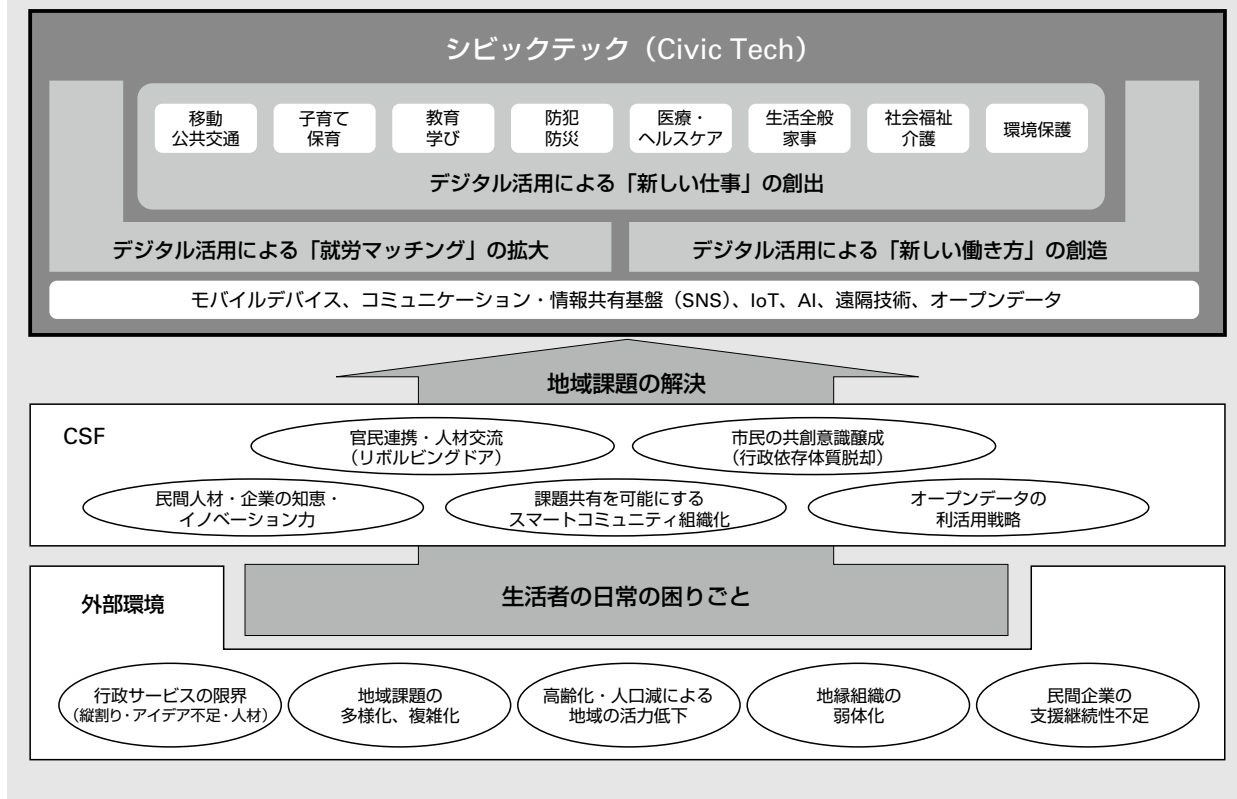 シビックテック（Civic Tech）
移動
公共交通
子育て
保育
教育
学び
防犯
防災
医療・
ヘルスケア
生活全般
家事
社会福祉
介護
環境保護
デジタル活用による「新しい仕事」の創出
デジタル活用による「就労マッチング」の拡大
デジタル活用による「新しい働き方」の創造
モバイルデバイス、コミュニケーション・情報共有基盤（SNS）、IoT、AI、遠隔技術、オープンデータ
地域課題の解決
CSF
官民連携・人材交流
（リボルビングドア）
市民の共創意識醸成
（行政依存体質脱却）
民間人材・企業の知恵・
イノベーション力
課題共有を可能にする
スマートコミュニティ組織化
オープンデータの
利活用戦略
外部環境
生活者の日常の困りごと
行政サービスの限界
（縦割り・アイデア不足・人材）
地域課題の
多様化、複雑化
高齢化・人口減による
地域の活力低下
地縁組織の
弱体化
民間企業の
支援継続性不足